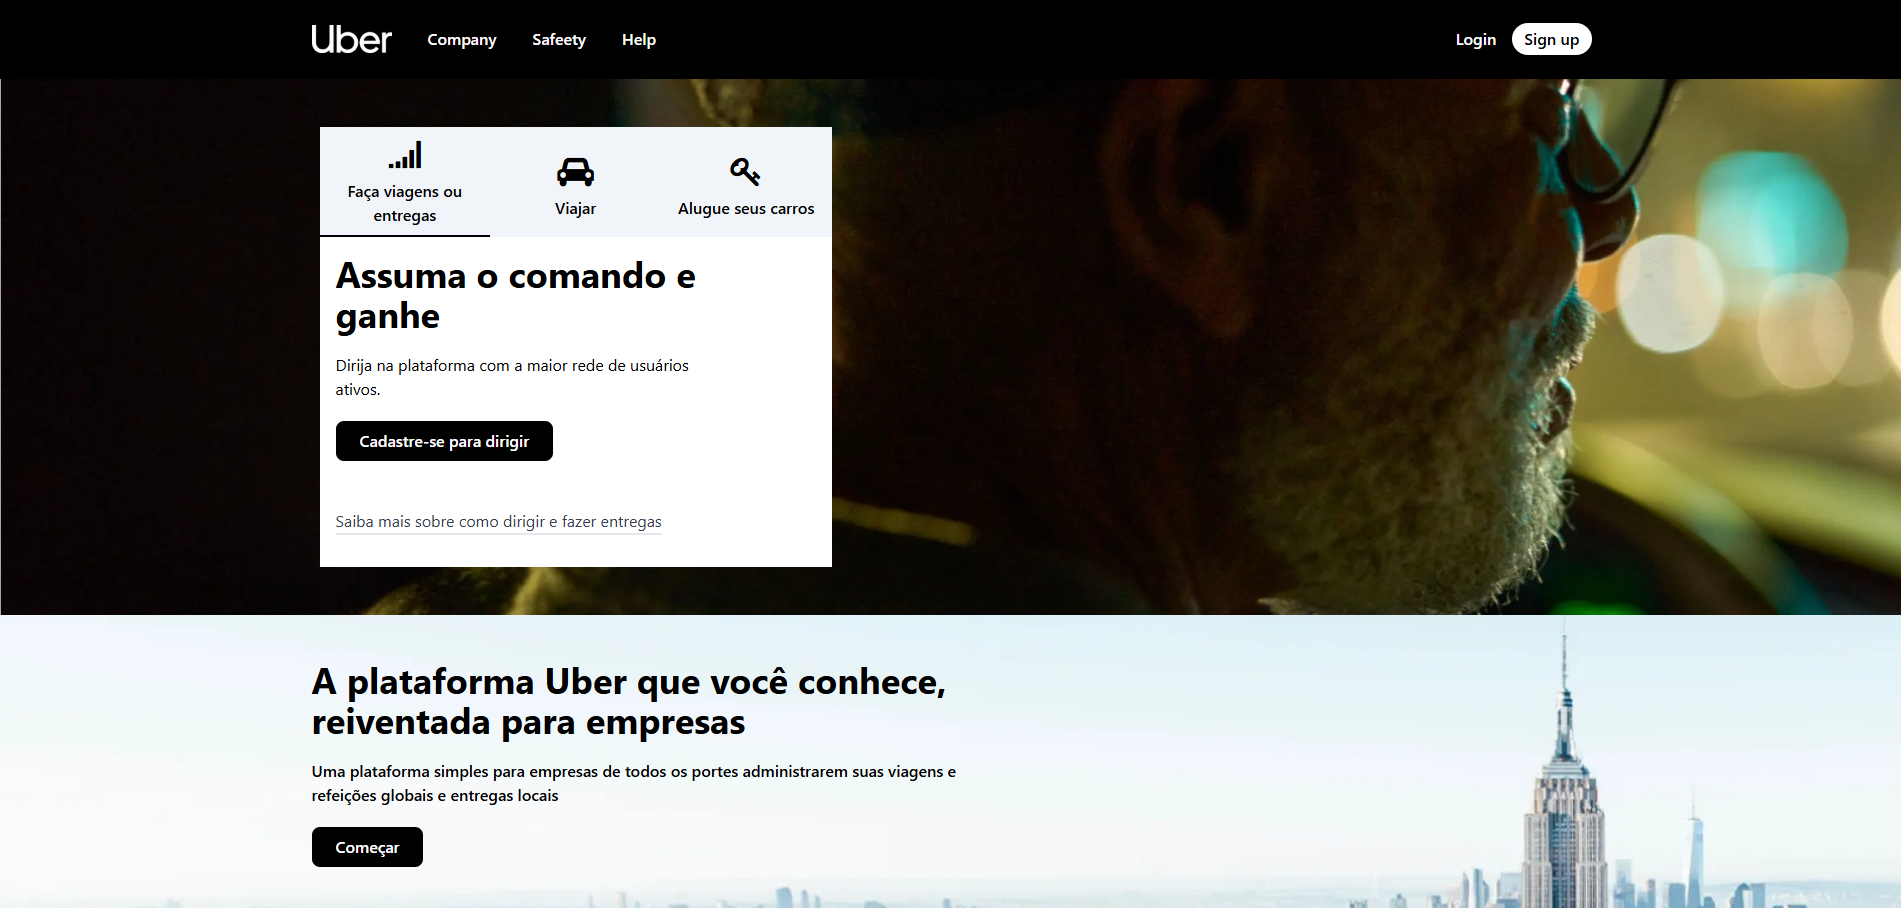 Uber Company Safeety Help Login Sign up
Faça viagens ou
entregas
Viajar
Alugue seus carros
Assuma o comando e
ganhe
Dirija na plataforma com a maior rede de usuários
ativos.
Cadastre-se para dirigir
Saiba mais sobre como dirigir e fazer entregas
A plataforma Uber que você conhece,
reiventada para empresas
Uma plataforma simples para empresas de todos os portes administrarem suas viagens e
refeições globais e entregas locais
Começar